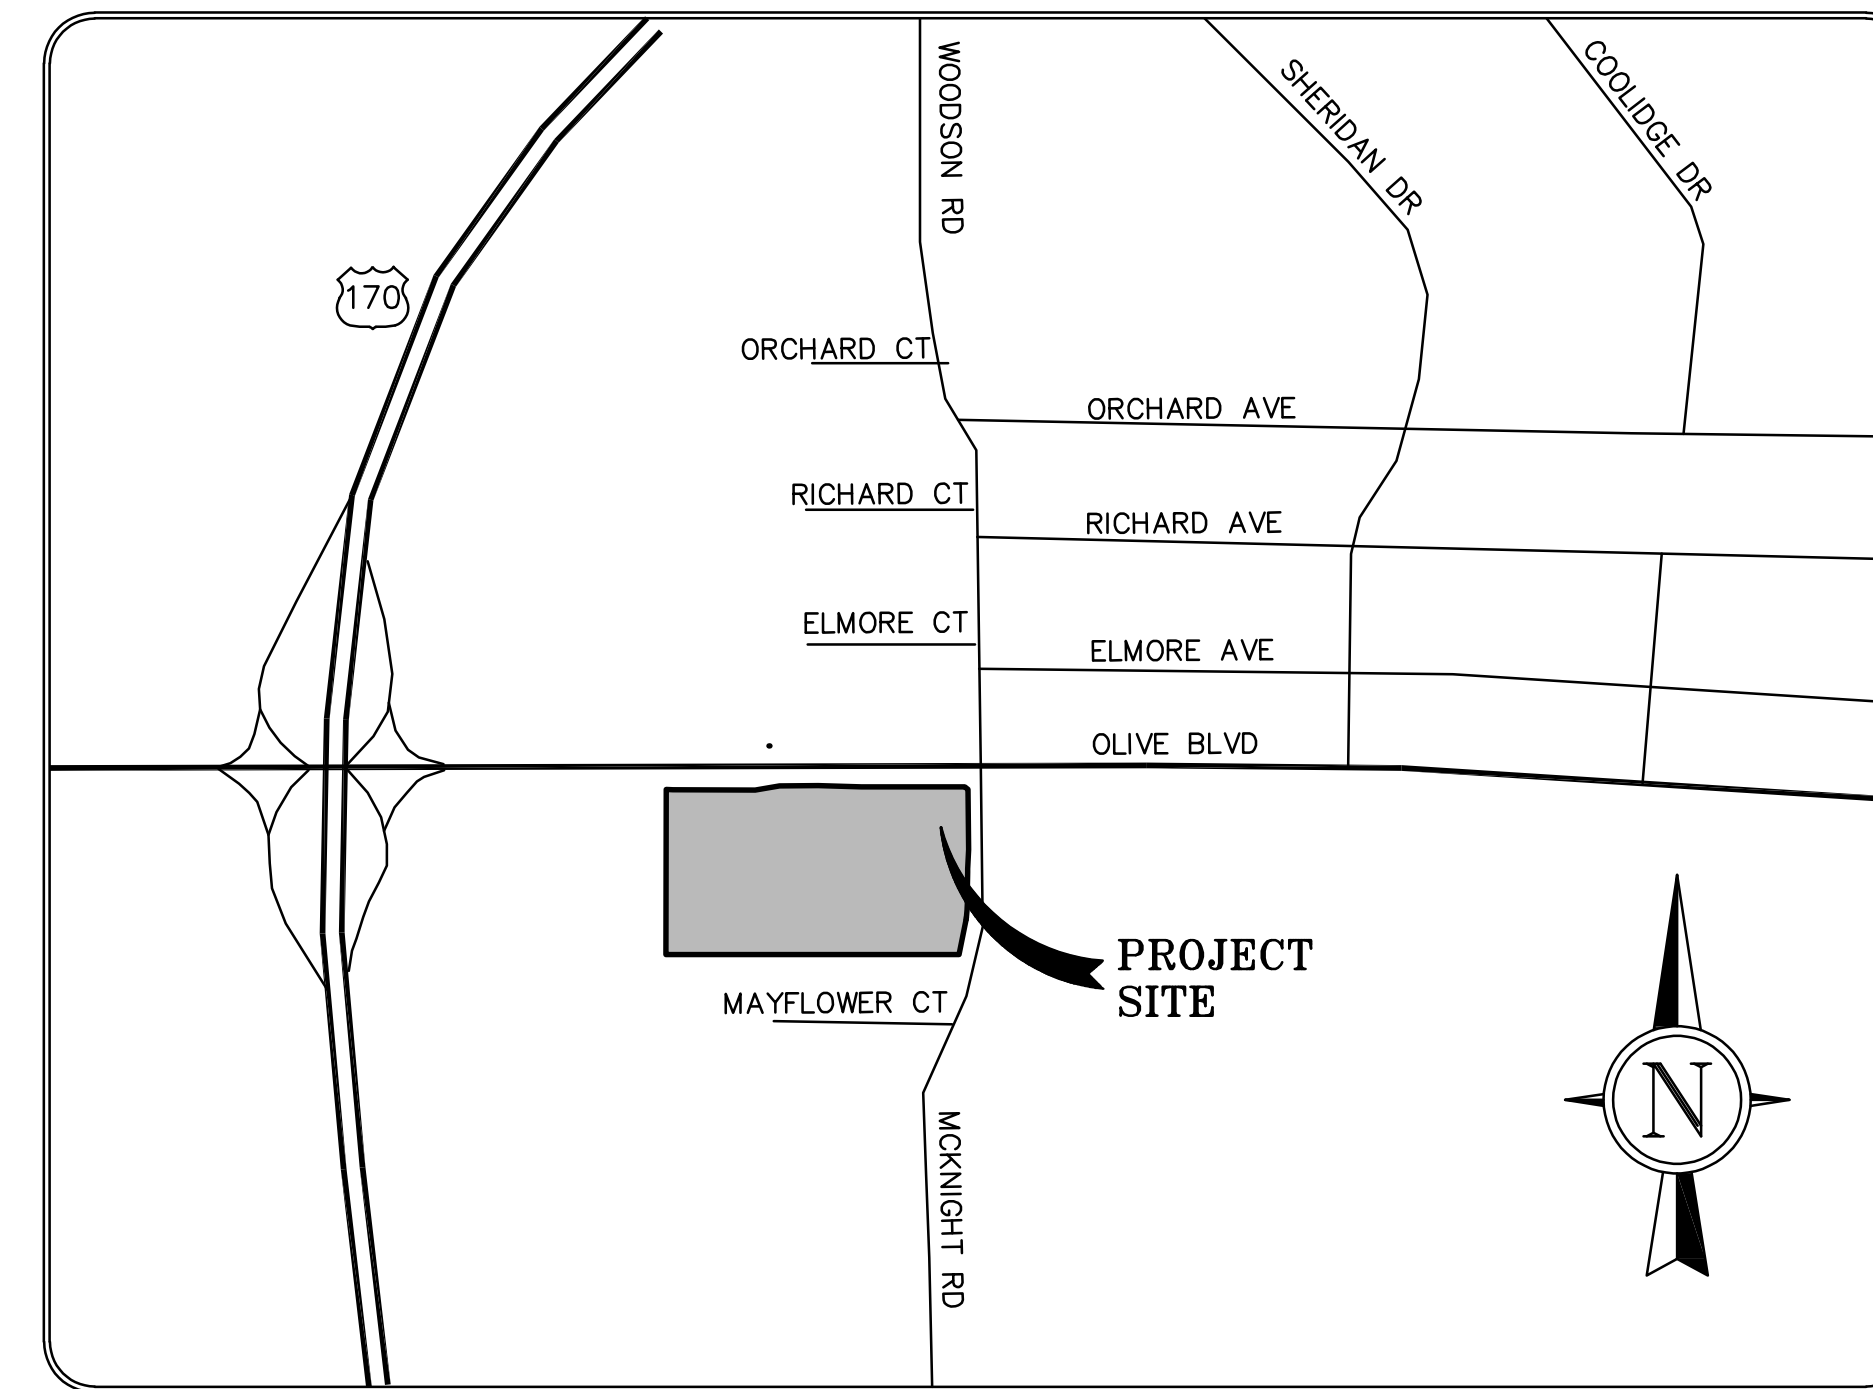 WOODSON RD
SHERIDAN DR
COOLIDGE DR
170
ORCHARD CT
ORCHARD AVE
RICHARD CT
RICHARD AVE
ELMORE CT
ELMORE AVE
OLIVE BLVD
PROJECT
SITE
MAYFLOWER CT
N
MCKNIGHT RD